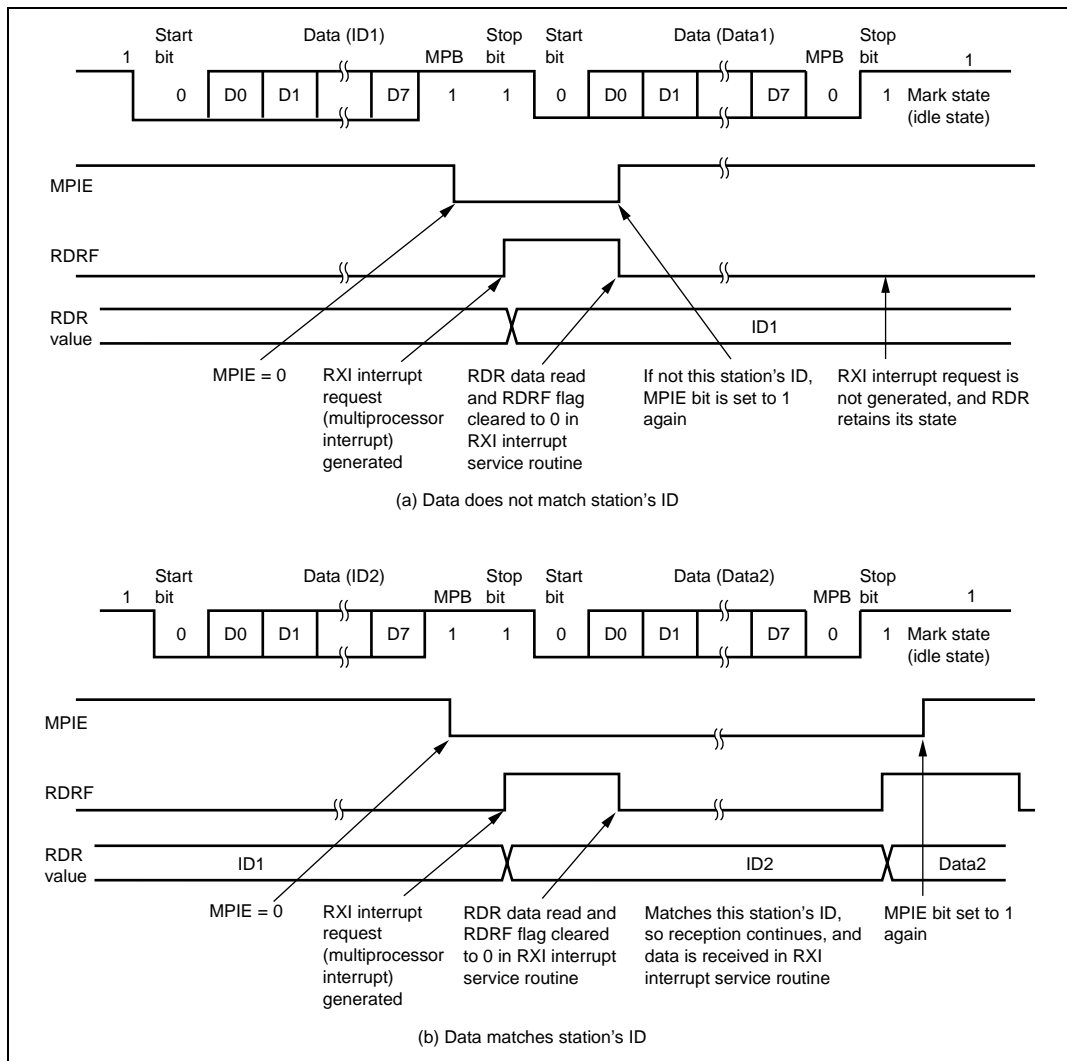 Start bit Data (ID1) MPB Stop bit Start bit Data (Data1) MPB Stop bit
1 1
0 D0 D1 D7 1 1 0 D0 D1 D7 0 1 Mark state (idle state)
MPIE
RDRF
RDR value ID1
MPIE = 0
RXI interrupt
request
(multiprocessor
interrupt)
generated
RDR data read
and RDRF flag
cleared to 0 in
RXI interrupt
service routine
If not this station's ID,
MPIE bit is set to 1
again
RXI interrupt request is
not generated, and RDR
retains its state
(a) Data does not match station's ID
Start bit Data (ID2) MPB Stop bit Start bit Data (Data2) MPB Stop bit
1 1
0 D0 D1 D7 1 1 0 D0 D1 D7 0 1 Mark state (idle state)
MPIE
RDRF
RDR value ID1 ID2 Data2
MPIE = 0
RXI interrupt
request
(multiprocessor
interrupt)
generated
RDR data read and
RDRF flag cleared
to 0 in RXI interrupt
service routine
Matches this station's ID,
so reception continues, and
data is received in RXI
interrupt service routine
MPIE bit set to 1
again
(b) Data matches station's ID